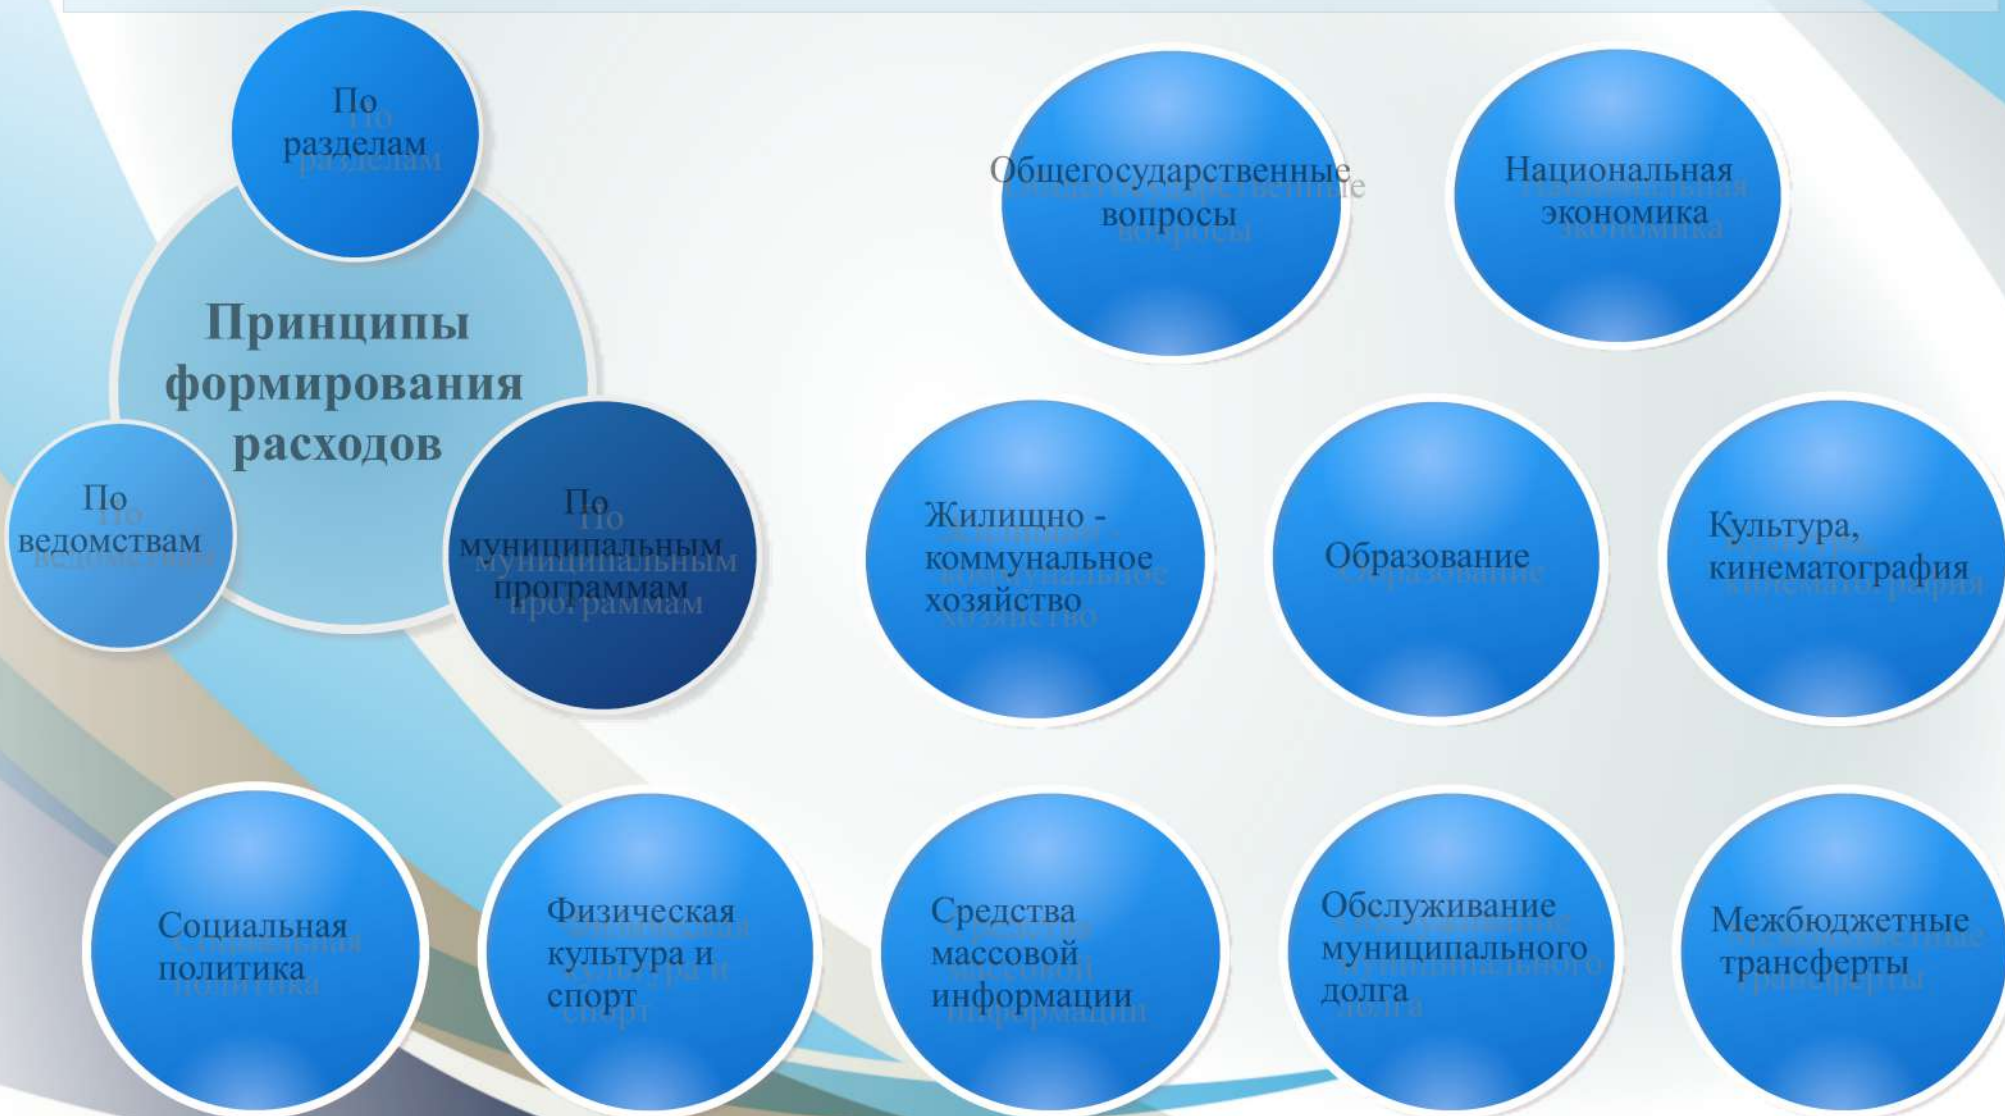 По
разделам
Принципы
формирования
расходов
По
ведомствам
По
муниципальным
программам
Общегосударственные
вопросы
Национальная
экономика
Жилищно -
коммунальное
хозяйство
Образование
Культура,
кинематография
Социальная
политика
Физическая
культура и
спорт
Средства
массовой
информации
Обслуживание
муниципального
долга
Межбюджетные
трансферты